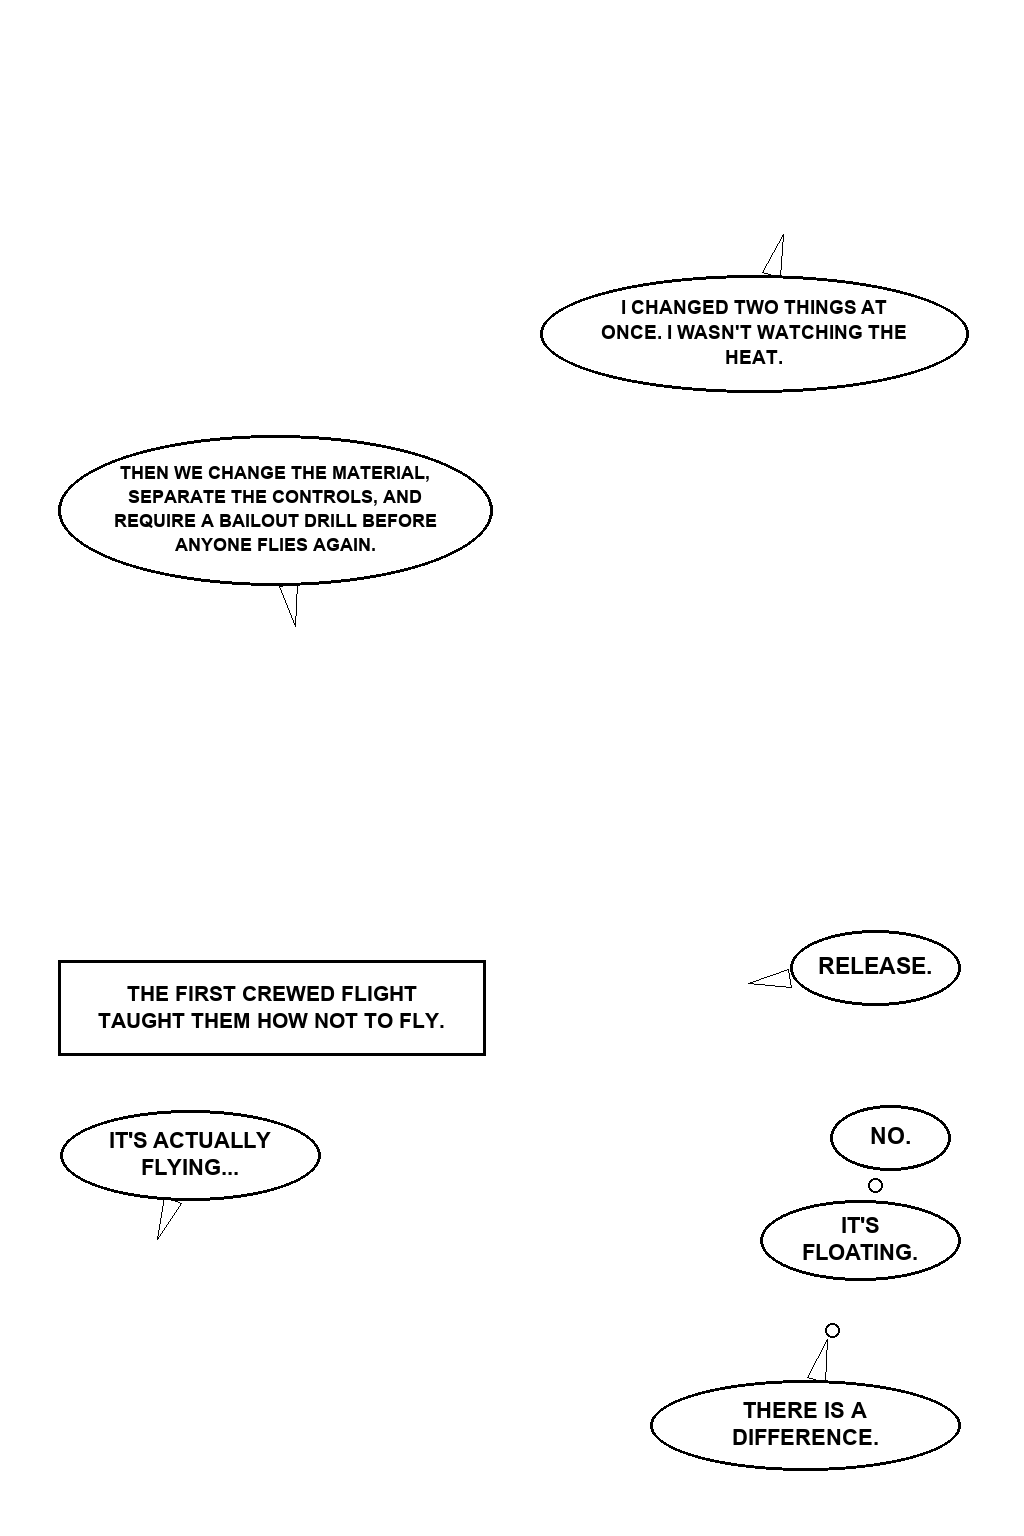 I CHANGED TWO THINGS AT
ONCE. I WASN'T WATCHING THE
HEAT.
THEN WE CHANGE THE MATERIAL,
SEPARATE THE CONTROLS, AND
REQUIRE A BAILOUT DRILL BEFORE
ANYONE FLIES AGAIN.
THE FIRST CREWED FLIGHT
TAUGHT THEM HOW NOT TO FLY.
RELEASE.
IT'S ACTUALLY
FLYING...
NO.
IT'S
FLOATING.
THERE IS A
DIFFERENCE.